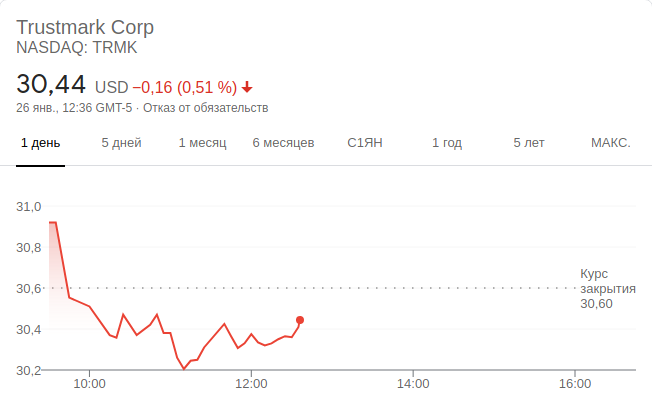 Trustmark Corp
NASDAQ: TRMK
30,44 USD −0,16 (0,51 %)
26 янв., 12:36 GMT-5 · Отказ от обязательств
1 день 5 дней 1 месяц 6 месяцев С1ЯН 1 год 5 лет МАКС.
31,0
30,8
30,6
30,4
30,2
Курс
закрытия
30,60
10:00 12:00 14:00 16:00